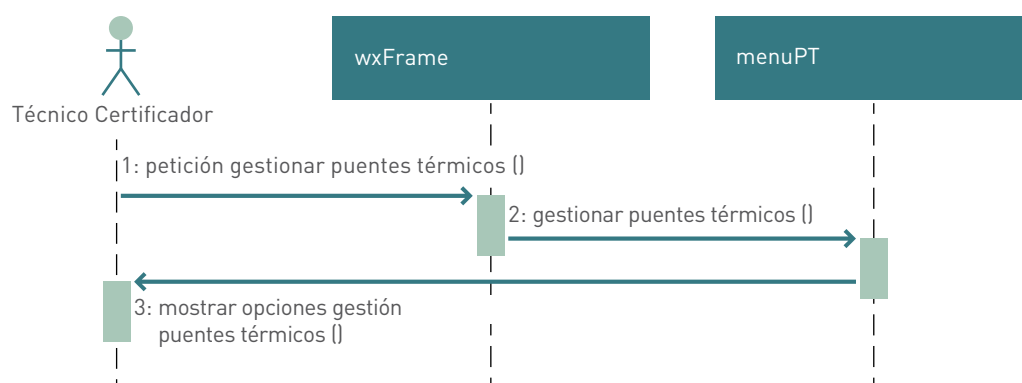 wxFrame
menuPT
Técnico Certificador
1: petición gestionar puentes térmicos ()
2: gestionar puentes térmicos ()
3: mostrar opciones gestión
puentes térmicos ()